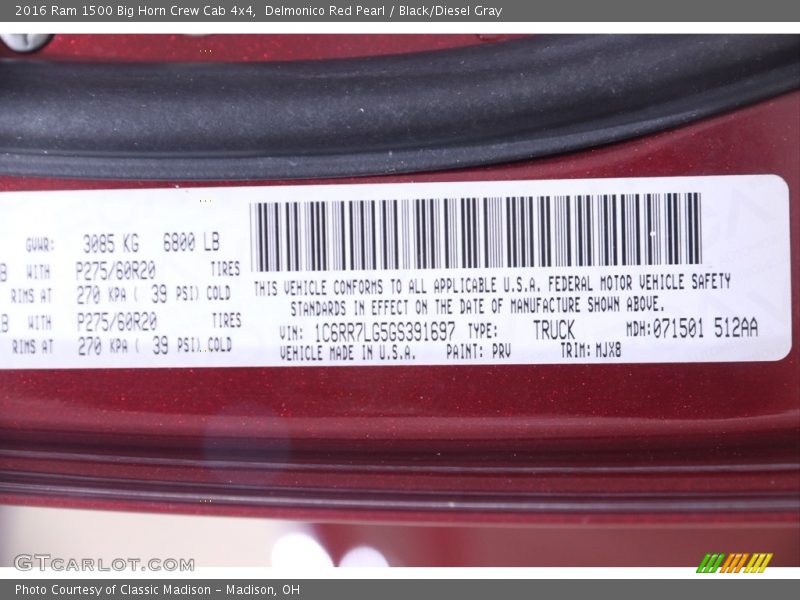 2016 Ram 1500 Big Horn Crew Cab 4x4,  Delmonico Red Pearl / Black/Diesel Gray
GVWR: 3085 KG 6800 LB
B WITH P275/60R20 TIRES
RIMS AT 270 KPA ( 39 PSI) COLD
B WITH P275/60R20 TIRES
RIMS AT 270 KPA ( 39 PSI) COLD
THIS VEHICLE CONFORMS TO ALL APPLICABLE U.S.A. FEDERAL MOTOR VEHICLE SAFETY
STANDARDS IN EFFECT ON THE DATE OF MANUFACTURE SHOWN ABOVE.
VIN: 1C6RR7LG5GS391697 TYPE: TRUCK MDH:071501 512AA
VEHICLE MADE IN U.S.A. PAINT: PRV TRIM: MJX8
GTCARLOT.COM
Photo Courtesy of Classic Madison - Madison, OH